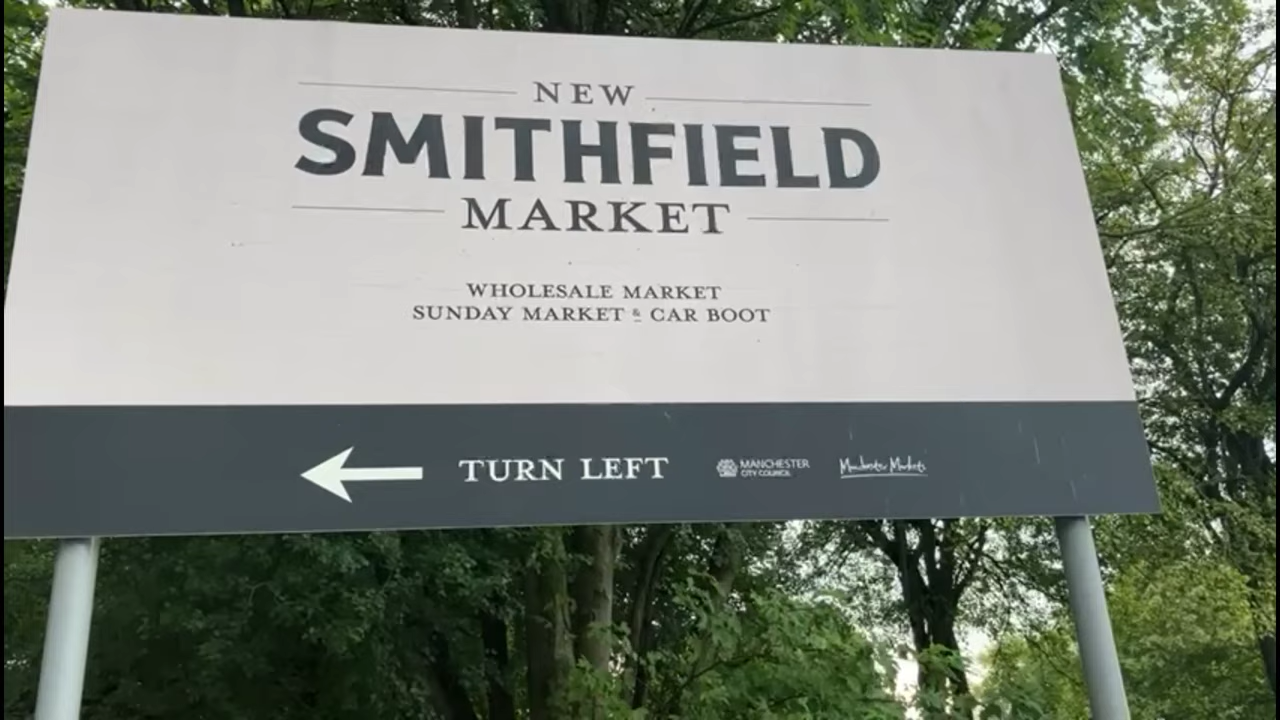 NEW
SMITHFIELD
MARKET
WHOLESALE MARKET
SUNDAY MARKET & CAR BOOT
TURN LEFT
MANCHESTER
CITY COUNCIL
Manchester Markets